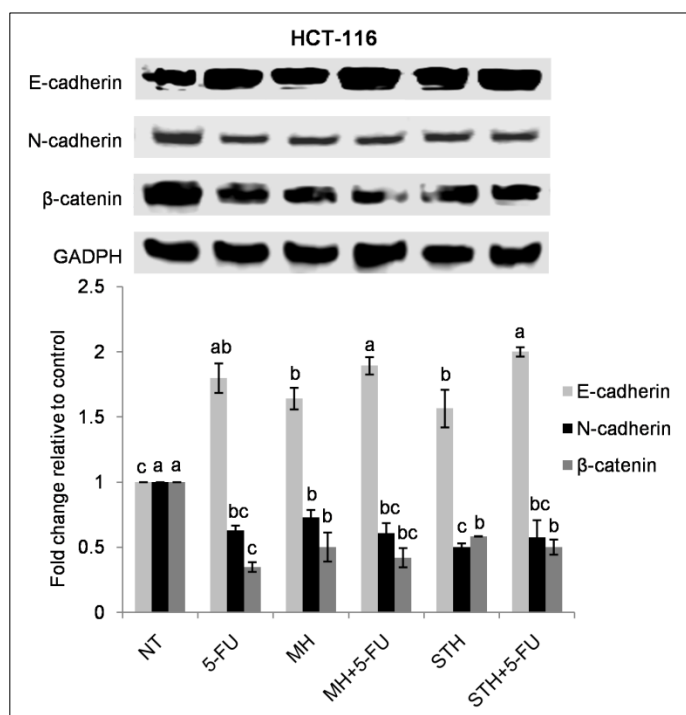 HCT-116
E-cadherin
N-cadherin
β-catenin
GADPH
Fold change relative to control
2.5
2
1.5
1
0.5
0
c a a
ab bc c
b b b
a bc bc
b c b
a bc b
NT
5-FU
MH
MH+5-FU
STH
STH+5-FU
E-cadherin
N-cadherin
β-catenin